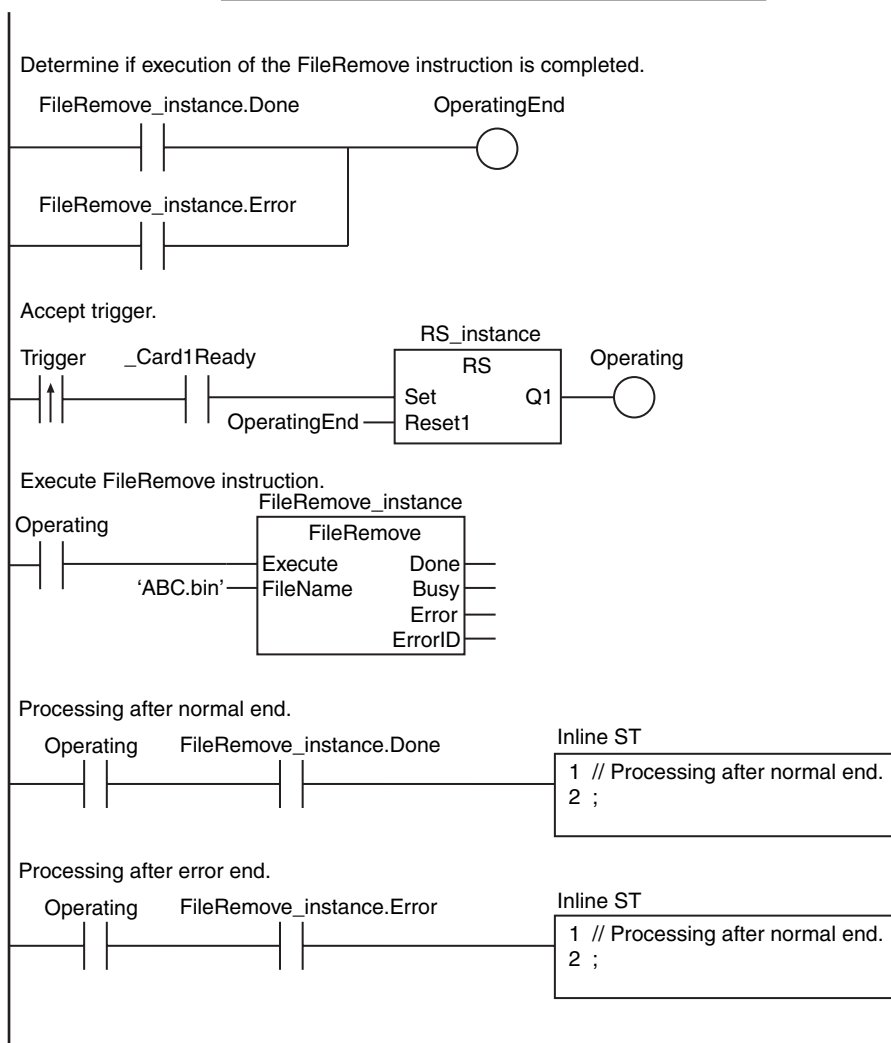 Determine if execution of the FileRemove instruction is completed.
FileRemove_instance.Done
OperatingEnd
FileRemove_instance.Error
Accept trigger.
RS_instance
Trigger
_Card1Ready
RS
Operating
Set
Q1
OperatingEnd
Reset1
Execute FileRemove instruction.
FileRemove_instance
Operating
FileRemove
Execute
Done
‘ABC.bin’
FileName
Busy
Error
ErrorID
Processing after normal end.
Operating
FileRemove_instance.Done
Inline ST
1 // Processing after normal end.
2 ;
Processing after error end.
Operating
FileRemove_instance.Error
Inline ST
1 // Processing after normal end.
2 ;